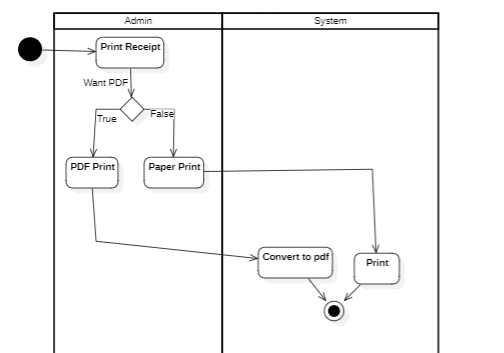 Admin
System
Print Receipt
Want PDF
True
False
PDF Print
Paper Print
Convert to pdf
Print